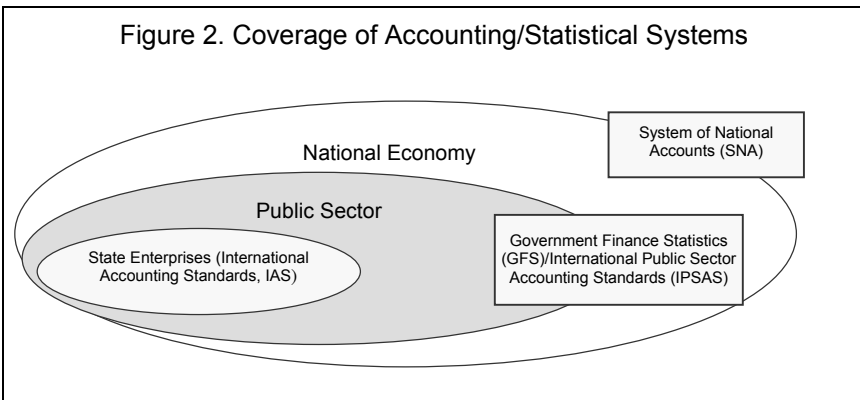 Figure 2. Coverage of Accounting/Statistical Systems
System of National
Accounts (SNA)
National Economy
Public Sector
Government Finance Statistics
(GFS)/International Public Sector
Accounting Standards (IPSAS)
State Enterprises (International
Accounting Standards, IAS)